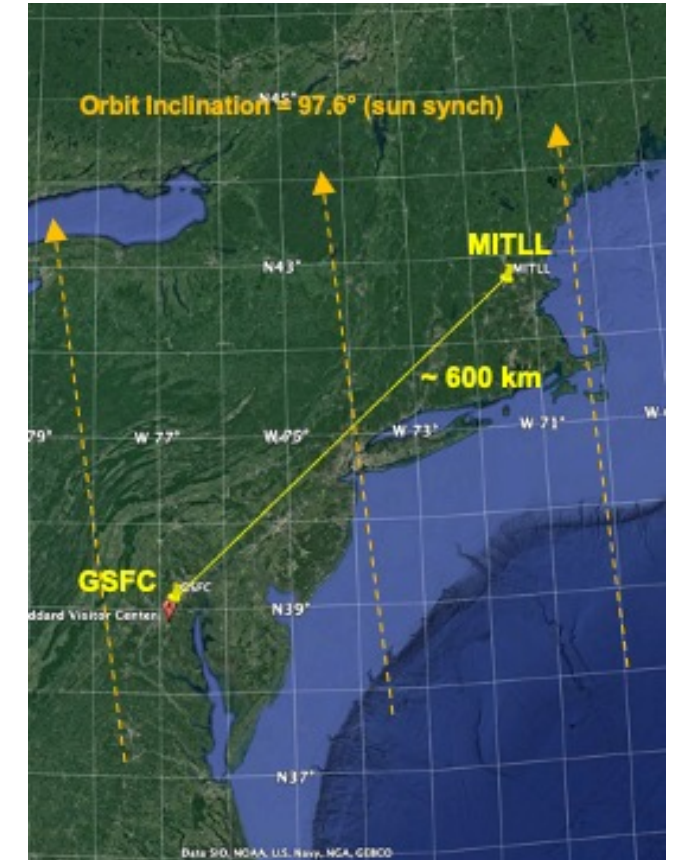 N45°
Orbit Inclination = 97.6° (sun synch)
MITLL
MITLL
N43°
~ 600 km
79°
W 77°
W 75°
W 73°
W 71°
W
GSFC
GSFC
ddard Visitor Center
N39°
N37°
Data SIO, NOAA, U.S. Navy, NGA, GEBCO